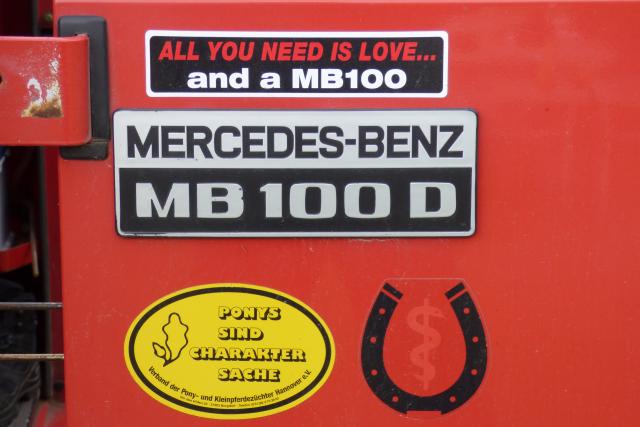 ALL YOU NEED IS LOVE...
and a MB100
MERCEDES-BENZ
MB 100 D
PONYS
SIND
CHARAKTER
SACHE
Verband der Pony- und Kleinpferdezüchter Hannover e.V.